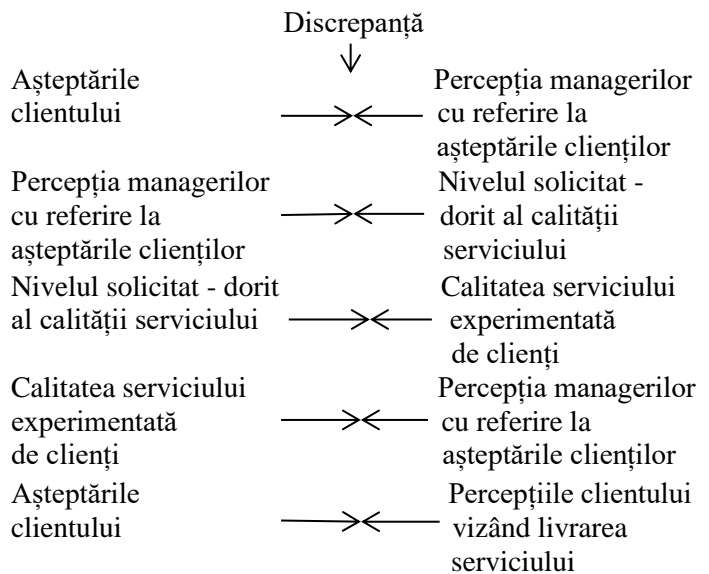 Discrepanță
Așteptările
clientului
Percepția managerilor
cu referire la
așteptările clienților
Percepția managerilor
cu referire la
așteptările clienților
Nivelul solicitat -
dorit al calității
serviciului
Nivelul solicitat - dorit
al calității serviciului
Calitatea serviciului
experimentată
de clienți
Calitatea serviciului
experimentată
de clienți
Percepția managerilor
cu referire la
așteptările clienților
Așteptările
clientului
Percepțiile clientului
vizând livrarea
serviciului